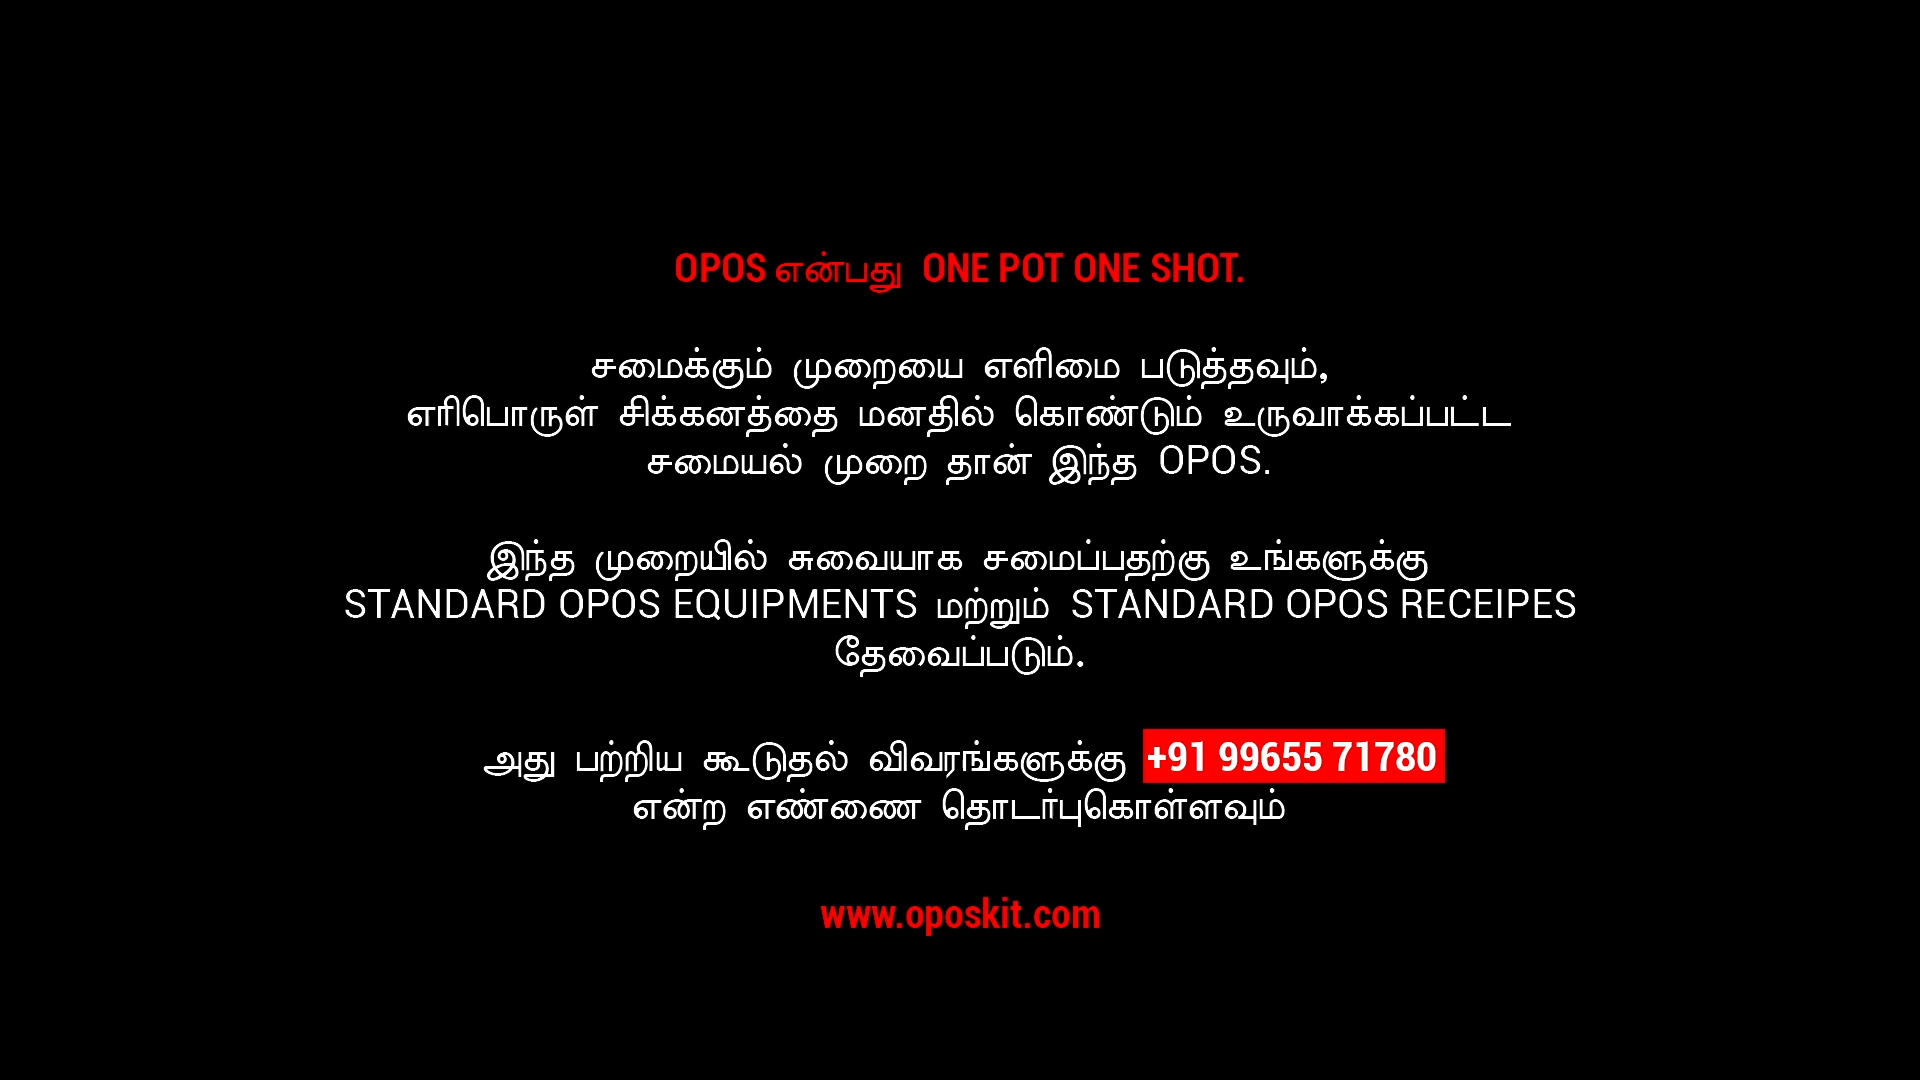 OPOS என்பது ONE POT ONE SHOT.
சமைக்கும் முறையை எளிமை படுத்தவும்,
எரிபொருள் சிக்கனத்தை மனதில் கொண்டும் உருவாக்கப்பட்ட
சமையல் முறை தான் இந்த OPOS.
இந்த முறையில் சுவையாக சமைப்பதற்கு உங்களுக்கு
STANDARD OPOS EQUIPMENTS மற்றும் STANDARD OPOS RECEIPES
தேவைப்படும்.
அது பற்றிய கூடுதல் விவரங்களுக்கு +91 99655 71780
என்ற எண்ணை தொடர்புகொள்ளவும்
www.oposkit.com